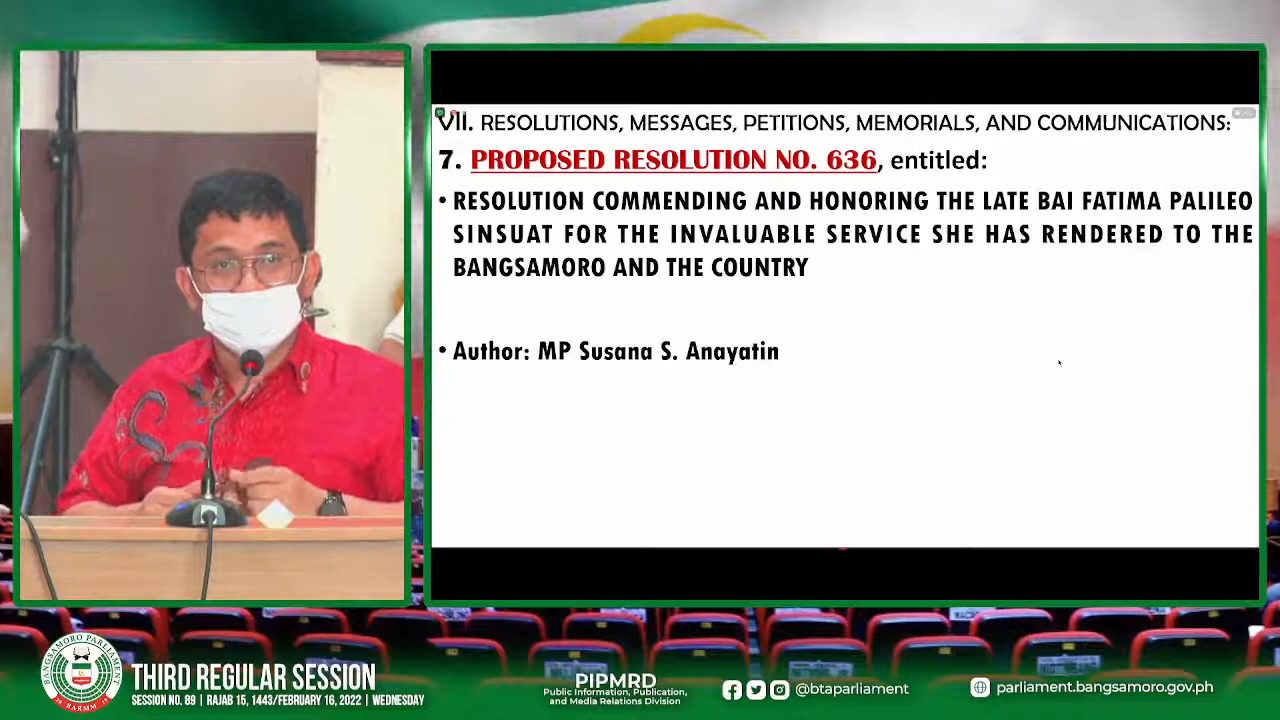 VII. RESOLUTIONS, MESSAGES, PETITIONS, MEMORIALS, AND COMMUNICATIONS:
7. PROPOSED RESOLUTION NO. 636, entitled:
• RESOLUTION COMMENDING AND HONORING THE LATE BAI FATIMA PALILEO
SINSUAT FOR THE INVALUABLE SERVICE SHE HAS RENDERED TO THE
BANGSAMORO AND THE COUNTRY
• Author: MP Susana S. Anayatin
BANGSAMORO PARLIAMENT
BARMM
THIRD REGULAR SESSION
SESSION NO. 89 | RAJAB 15, 1443/FEBRUARY 16, 2022 | WEDNESDAY
PIPMRD
Public Information, Publication,
and Media Relations Division
@btaparliament
parliament.bangsamoro.gov.ph